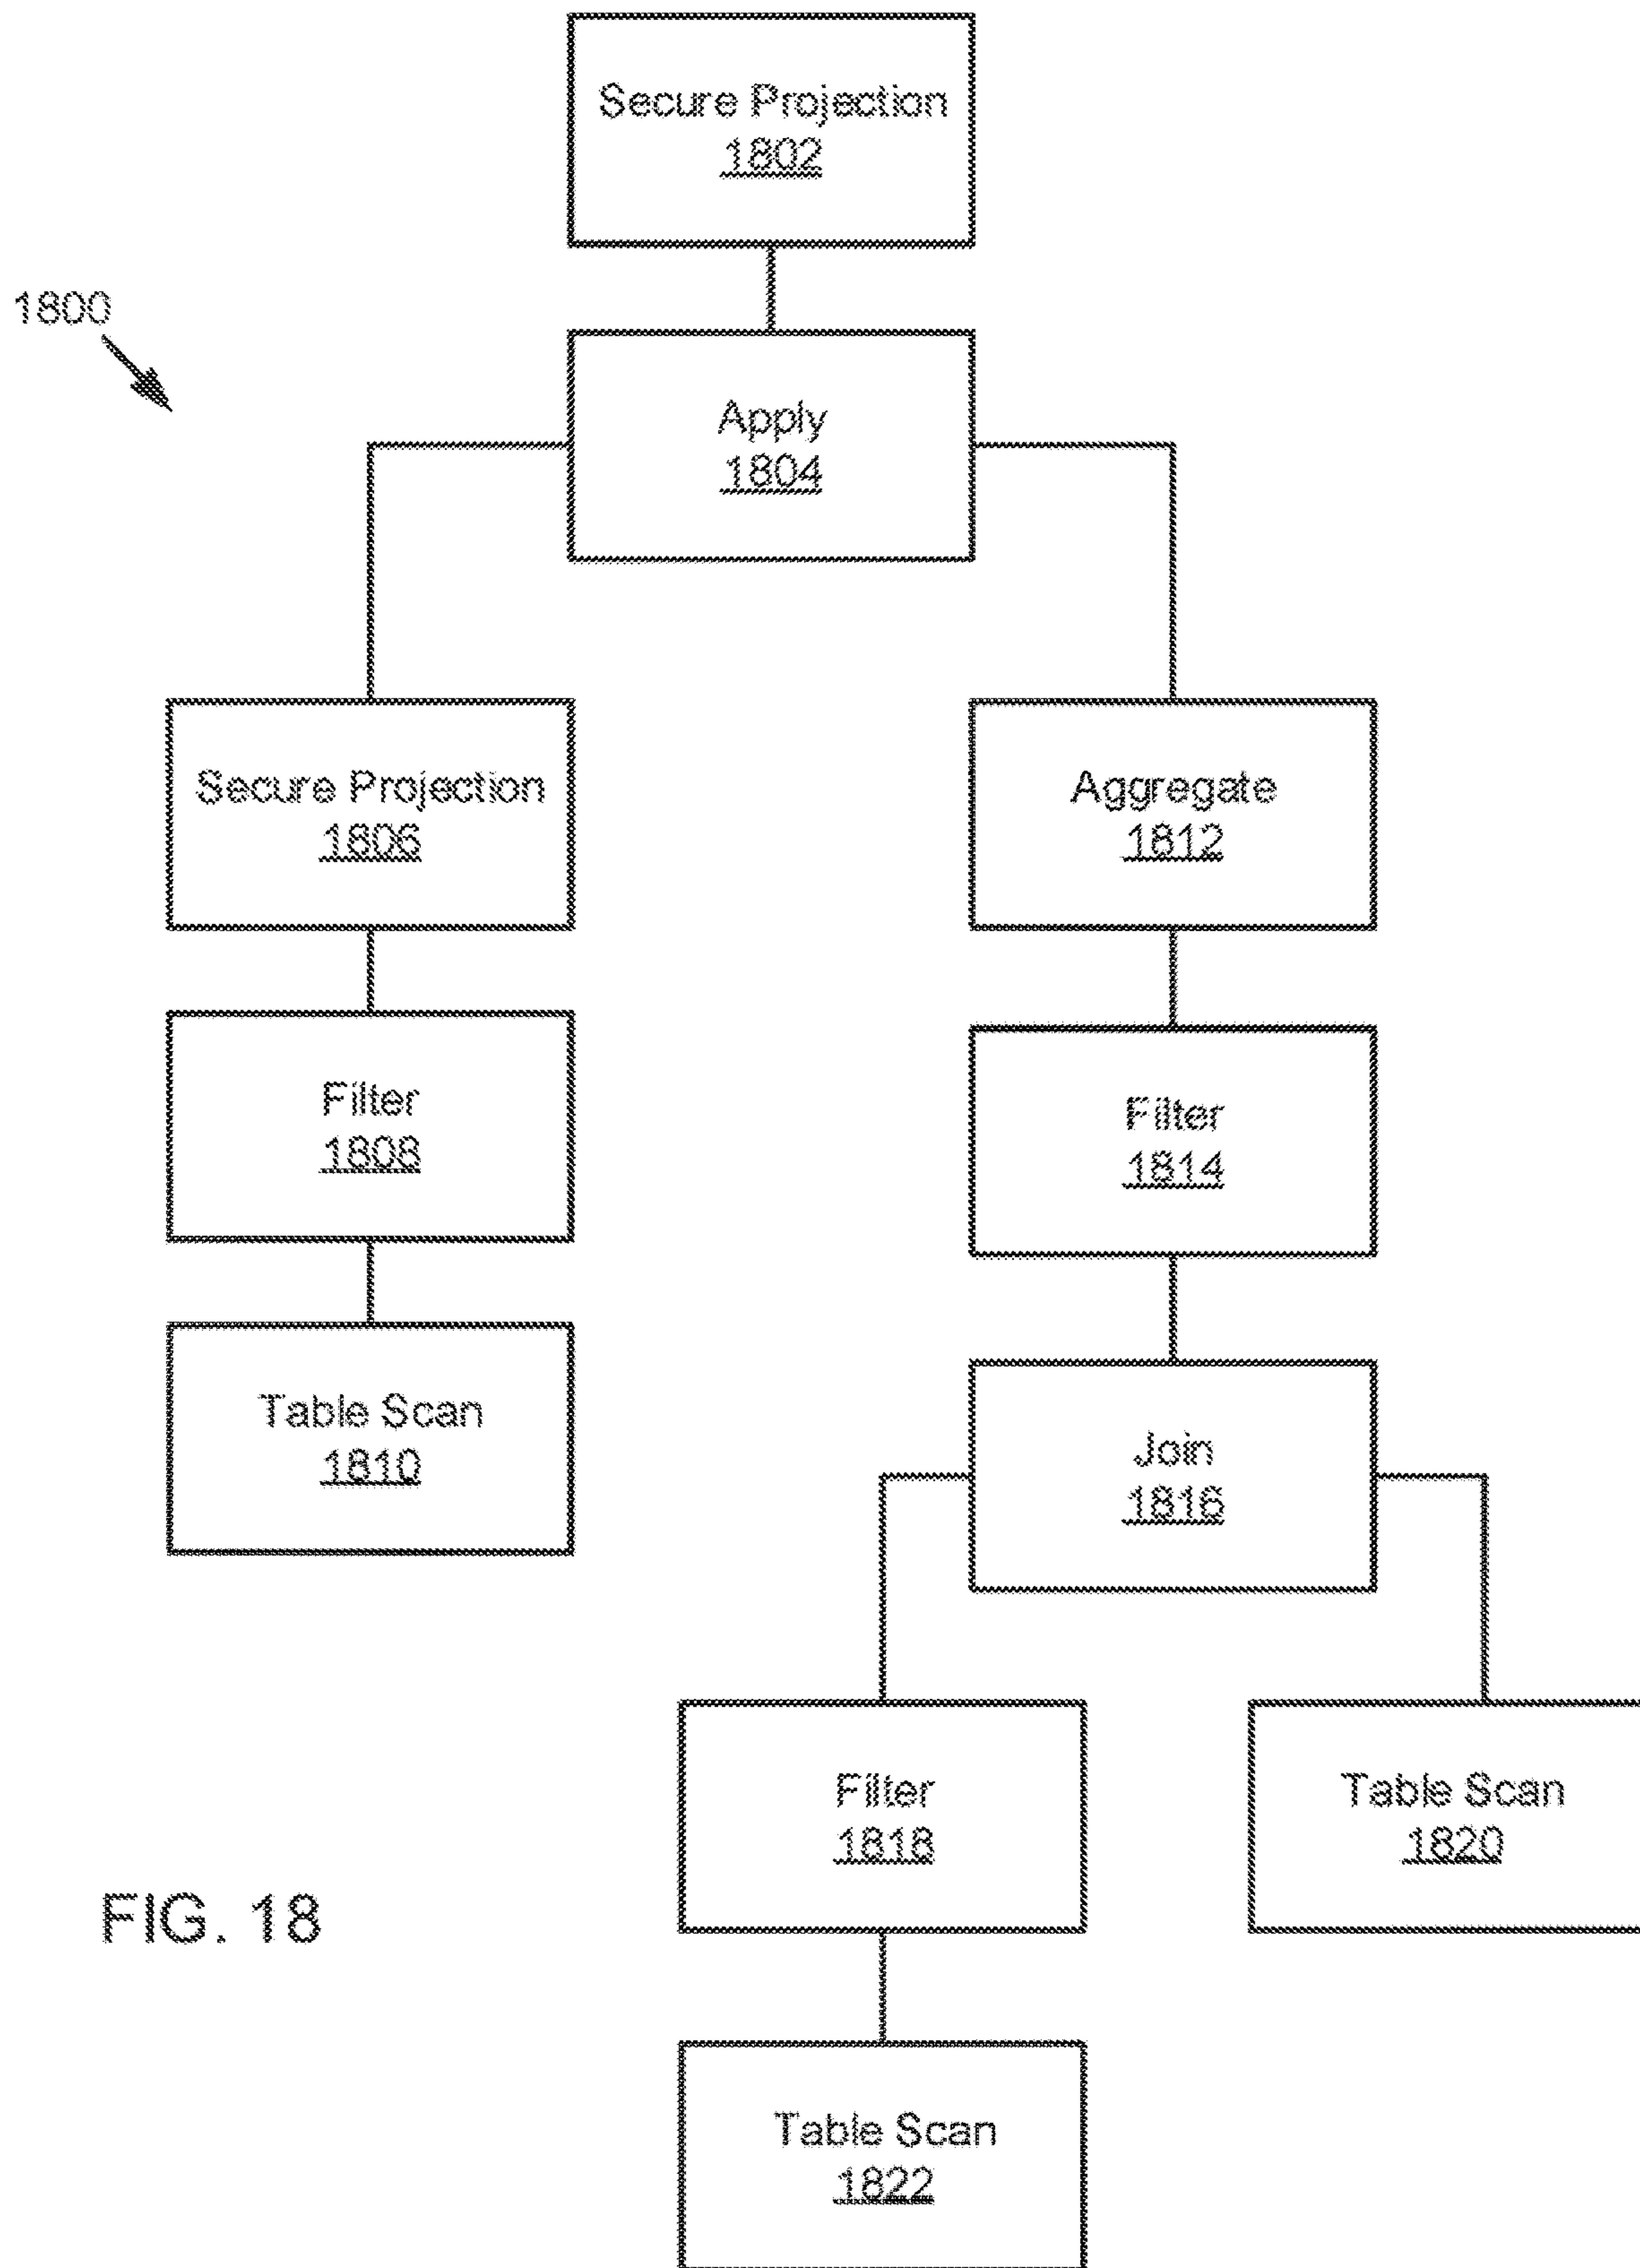 Secure Projection
1802
1800
Apply
1804
Secure Projection
1806
Aggregate
1812
Filter
1808
Filter
1814
Table Scan
1810
Join
1816
Filter
1818
Table Scan
1820
FIG. 18
Table Scan
1822